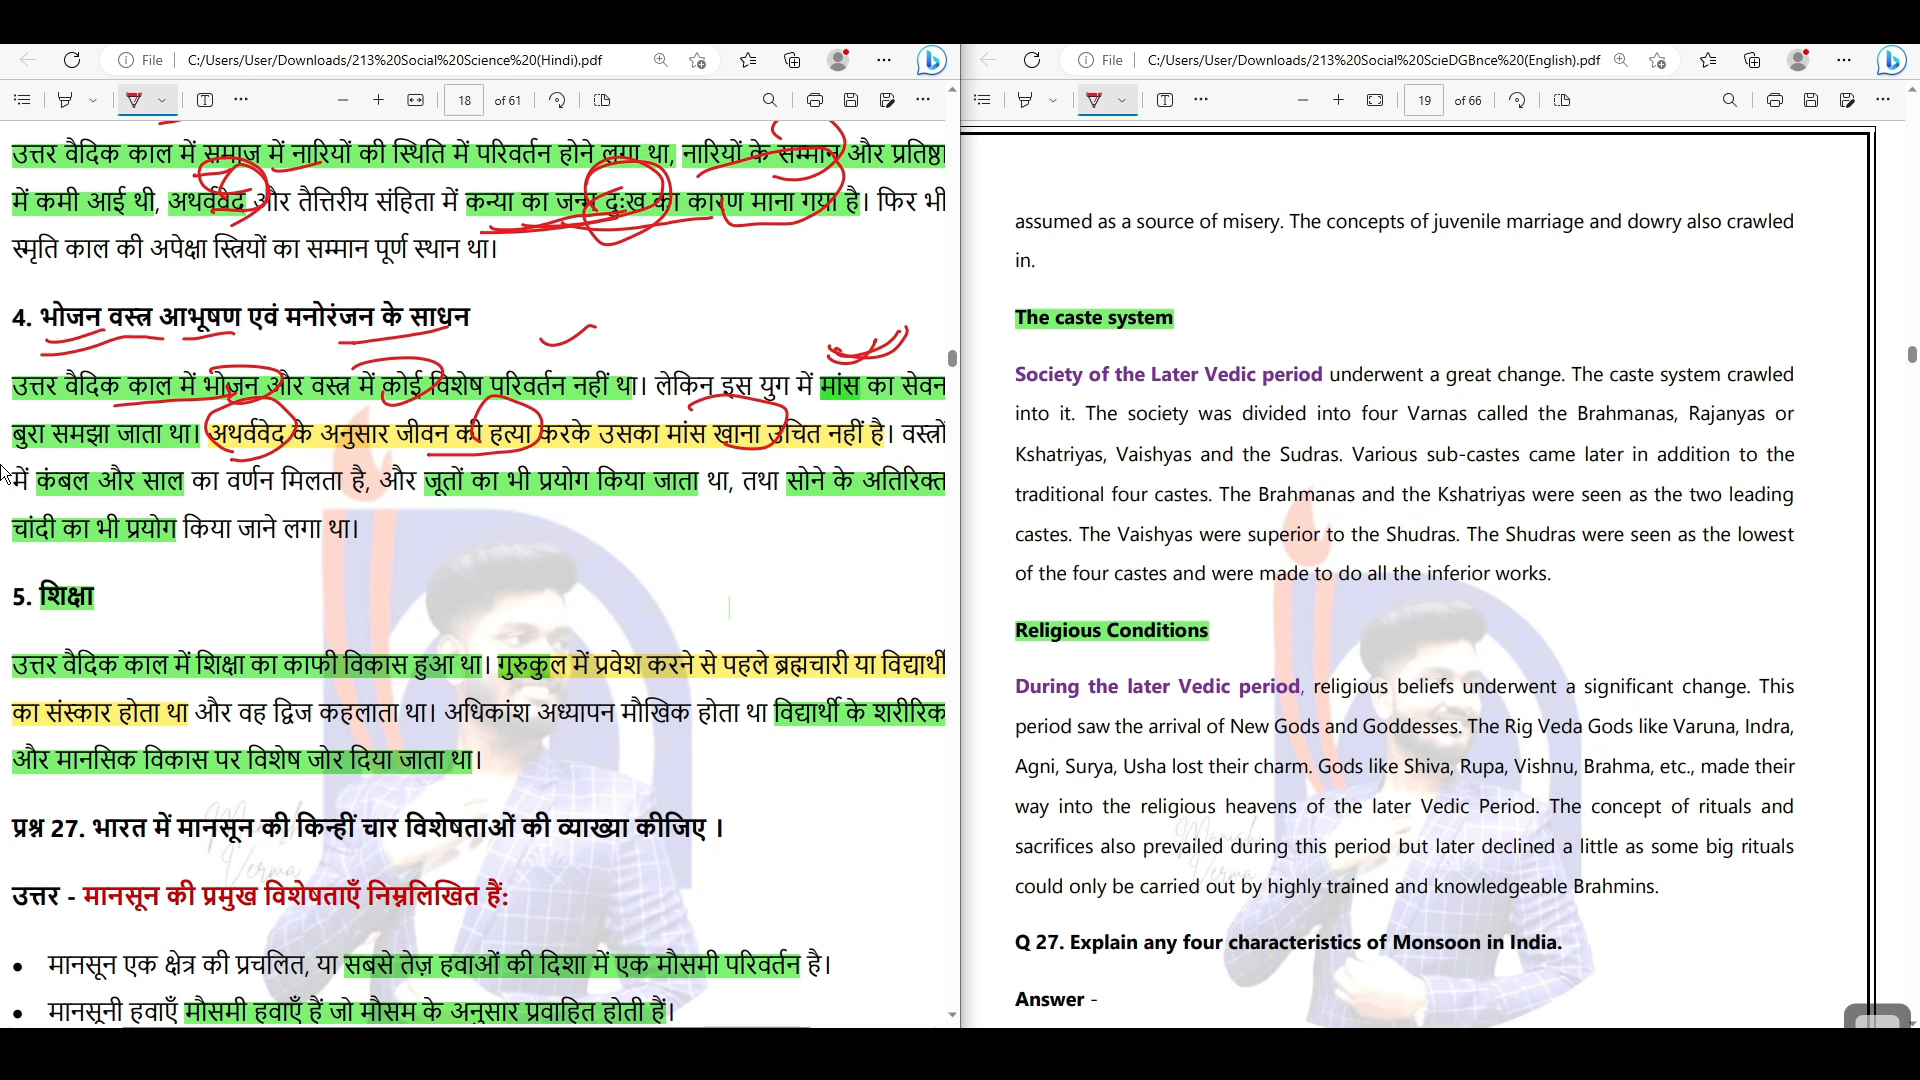 File C:/Users/User/Downloads/213%20Social%20Science%20(Hindi).pdf
18 of 61
उत्तर वैदिक काल में समाज में नारियों की स्थिति में परिवर्तन होने लगा था, नारियों के सम्मान और प्रतिष्ठा
में कमी आई थी, अथर्ववेद और तैत्तिरीय संहिता में कन्या का जन्म दुःख का कारण माना गया है। फिर भी
स्मृति काल की अपेक्षा स्त्रियों का सम्मान पूर्ण स्थान था।
4. भोजन वस्त्र आभूषण एवं मनोरंजन के साधन
उत्तर वैदिक काल में भोजन और वस्त्र में कोई विशेष परिवर्तन नहीं था। लेकिन इस युग में मांस का सेवन
बुरा समझा जाता था। अथर्ववेद के अनुसार जीवन की हत्या करके उसका मांस खाना उचित नहीं है। वस्त्रों
में कंबल और साल का वर्णन मिलता है, और जूतों का भी प्रयोग किया जाता था, तथा सोने के अतिरिक्त
चांदी का भी प्रयोग किया जाने लगा था।
5. शिक्षा
उत्तर वैदिक काल में शिक्षा का काफी विकास हुआ था। गुरुकुल में प्रवेश करने से पहले ब्रह्मचारी या विद्यार्थी
का संस्कार होता था और वह द्विज कहलाता था। अधिकांश अध्यापन मौखिक होता था विद्यार्थी के शरीरिक
और मानसिक विकास पर विशेष जोर दिया जाता था।
प्रश्न 27. भारत में मानसून की किन्हीं चार विशेषताओं की व्याख्या कीजिए ।
उत्तर - मानसून की प्रमुख विशेषताएँ निम्नलिखित हैं:
• मानसून एक क्षेत्र की प्रचलित, या सबसे तेज़ हवाओं की दिशा में एक मौसमी परिवर्तन है।
• मानसूनी हवाएँ मौसमी हवाएँ हैं जो मौसम के अनुसार प्रवाहित होती हैं।
Manish
Verma
File C:/Users/User/Downloads/213%20Social%20ScieDGBnce%20(English).pdf
19 of 66
assumed as a source of misery. The concepts of juvenile marriage and dowry also crawled
in.
The caste system
Society of the Later Vedic period underwent a great change. The caste system crawled
into it. The society was divided into four Varnas called the Brahmanas, Rajanyas or
Kshatriyas, Vaishyas and the Sudras. Various sub-castes came later in addition to the
traditional four castes. The Brahmanas and the Kshatriyas were seen as the two leading
castes. The Vaishyas were superior to the Shudras. The Shudras were seen as the lowest
of the four castes and were made to do all the inferior works.
Religious Conditions
During the later Vedic period, religious beliefs underwent a significant change. This
period saw the arrival of New Gods and Goddesses. The Rig Veda Gods like Varuna, Indra,
Agni, Surya, Usha lost their charm. Gods like Shiva, Rupa, Vishnu, Brahma, etc., made their
way into the religious heavens of the later Vedic Period. The concept of rituals and
sacrifices also prevailed during this period but later declined a little as some big rituals
could only be carried out by highly trained and knowledgeable Brahmins.
Q 27. Explain any four characteristics of Monsoon in India.
Answer -
Manish
Verma